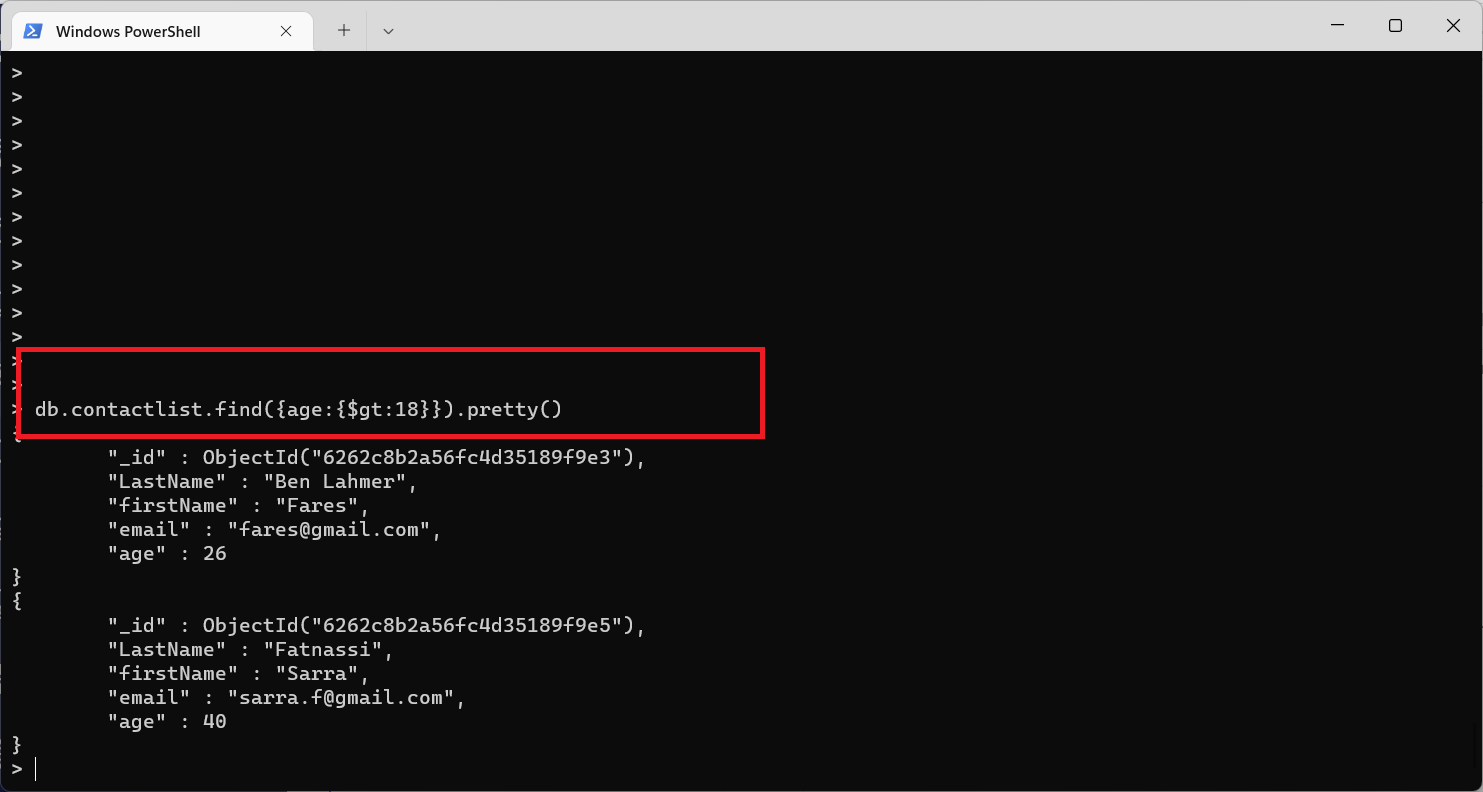 Windows PowerShell
>
>
>
>
>
>
>
>
>
>
>
>
>
>
> db.contactlist.find({age:{$gt:18}}).pretty()
{
"_id" : ObjectId("6262c8b2a56fc4d35189f9e3"),
"LastName" : "Ben Lahmer",
"firstName" : "Fares",
"email" : "fares@gmail.com",
"age" : 26
}
{
"_id" : ObjectId("6262c8b2a56fc4d35189f9e5"),
"LastName" : "Fatnassi",
"firstName" : "Sarra",
"email" : "sarra.f@gmail.com",
"age" : 40
}
>